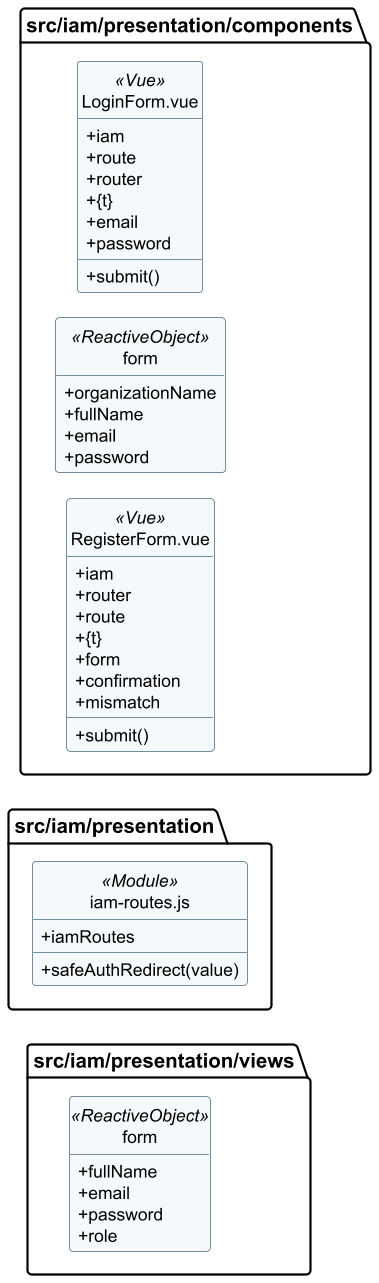 src/iam/presentation/components
«Vue»
LoginForm.vue
+iam
+route
+router
+{t}
+email
+password
+submit()
«ReactiveObject»
form
+organizationName
+fullName
+email
+password
«Vue»
RegisterForm.vue
+iam
+router
+route
+{t}
+form
+confirmation
+mismatch
+submit()
src/iam/presentation
«Module»
iam-routes.js
+iamRoutes
+safeAuthRedirect(value)
src/iam/presentation/views
«ReactiveObject»
form
+fullName
+email
+password
+role